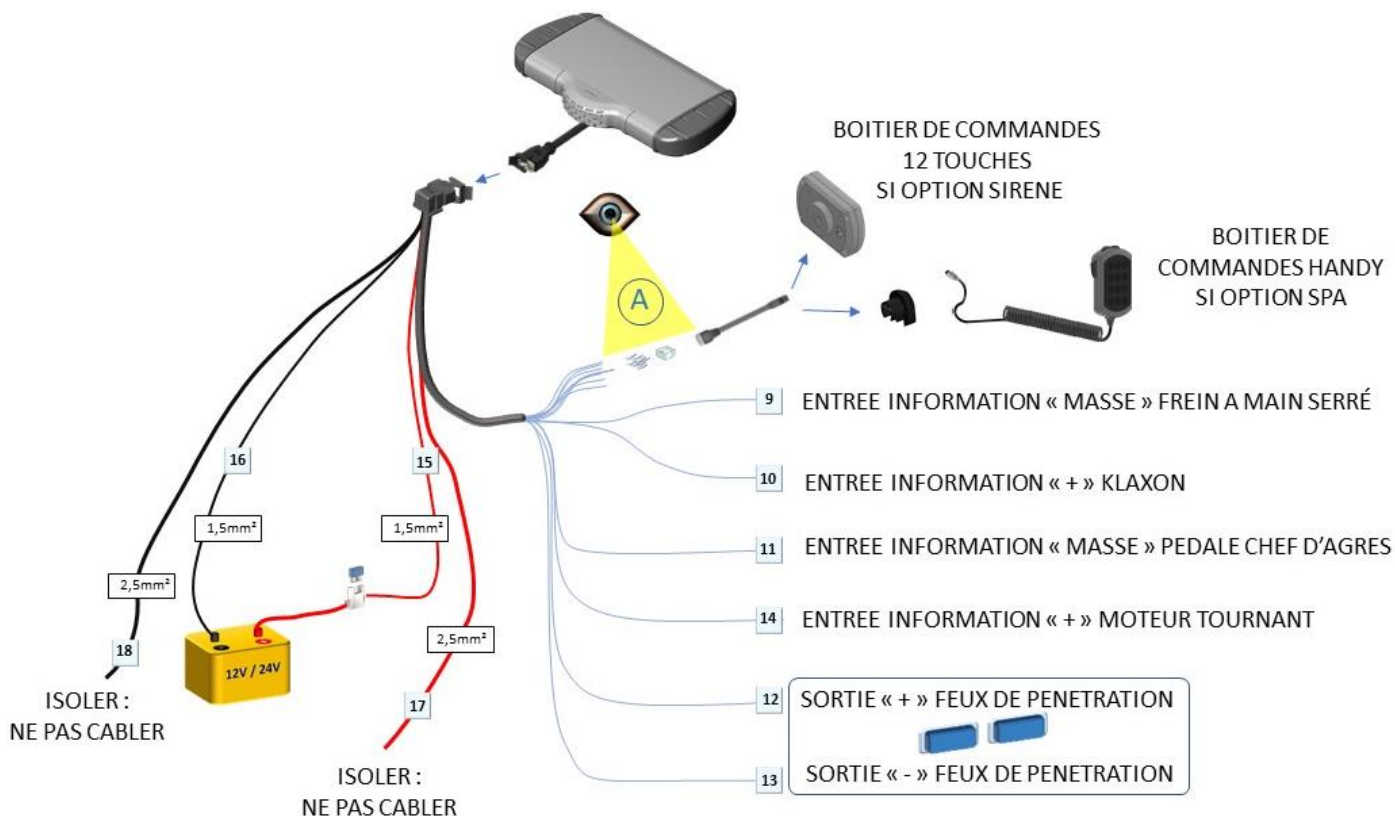 BOITIER DE COMMANDES
12 TOUCHES
SI OPTION SIRENE
BOITIER DE
COMMANDES HANDY
SI OPTION SPA
A
9 ENTREE INFORMATION « MASSE » FREIN A MAIN SERRÉ
10 ENTREE INFORMATION « + » KLAXON
11 ENTREE INFORMATION « MASSE » PEDALE CHEF D'AGRES
14 ENTREE INFORMATION « + » MOTEUR TOURNANT
12 SORTIE « + » FEUX DE PENETRATION
13 SORTIE « - » FEUX DE PENETRATION
16
15
1,5mm²
1,5mm²
2,5mm²
2,5mm²
18
12V / 24V
17
ISOLER :
NE PAS CABLER
ISOLER :
NE PAS CABLER